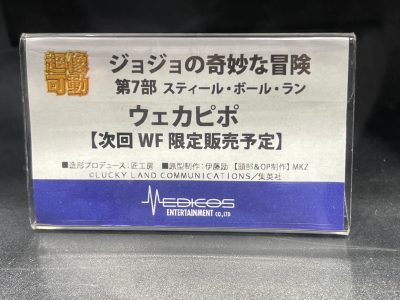 超像可動
ジョジョの奇妙な冒険
第7部 スティール・ボール・ラン
ウェカピポ
【次回 WF 限定販売予定】
■造形プロデュース:匠工房 ■原型制作:伊藤励 【頭部&OP制作】MKZ
©LUCKY LAND COMMUNICATIONS/集英社
MEDICOS
ENTERTAINMENT CO.,LTD